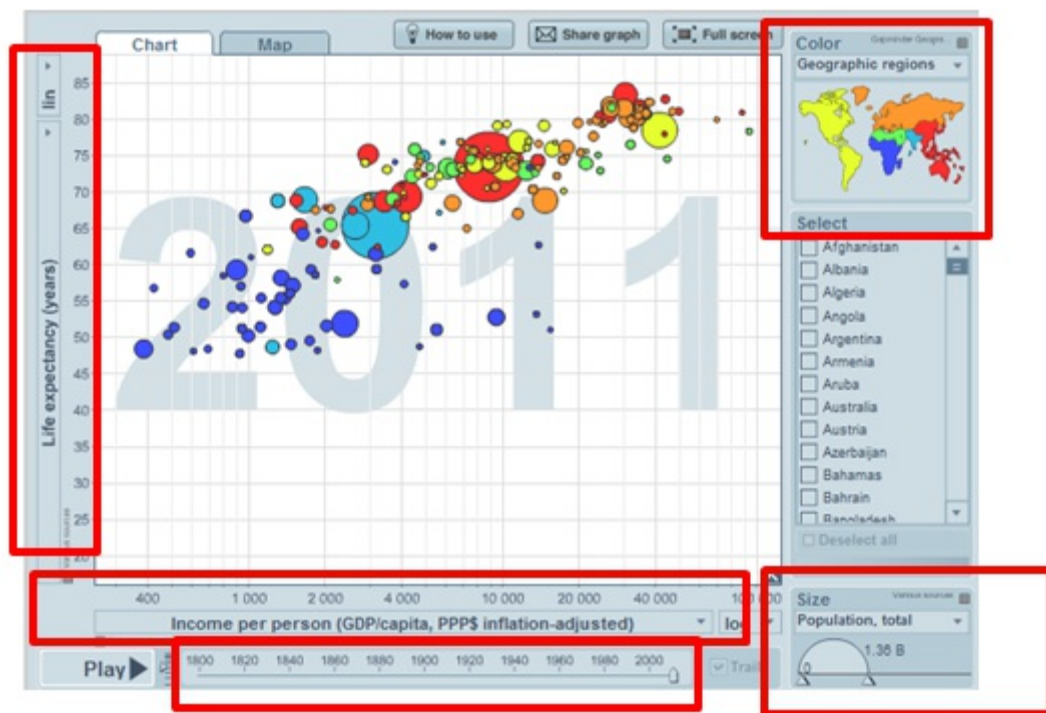 Chart
Map
How to use
Share graph
Full screen
Color
Geographic regions
lin
Life expectancy (years)
85
80
75
70
65
60
55
50
45
40
35
30
25
20
2011
400
1 000
2 000
4 000
10 000
20 000
40 000
Income per person (GDP/capita, PPP$ inflation-adjusted)
Play
1800 1820 1840 1860 1880 1900 1920 1940 1960 1980 2000
Select
Afghanistan
Albania
Algeria
Angola
Argentina
Armenia
Aruba
Australia
Austria
Azerbaijan
Bahamas
Bahrain
Bangladesh
Deselect all
Size
Various sources
Population, total
0
1.36 B